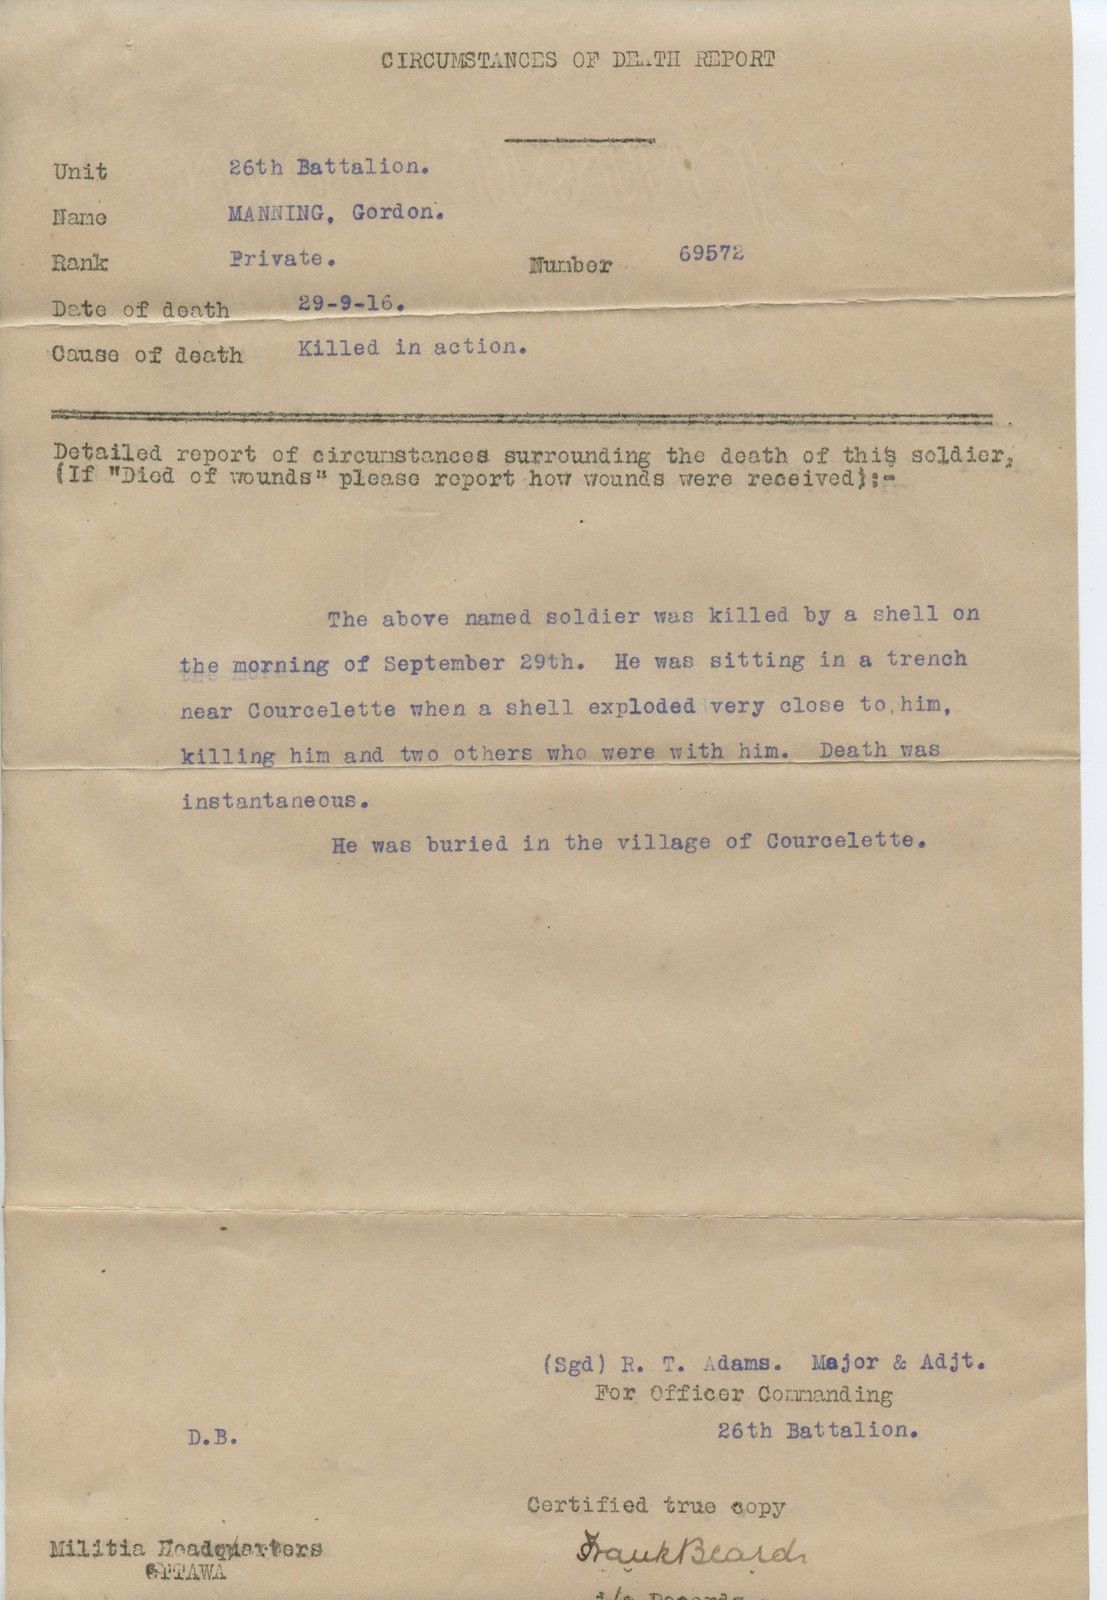 CIRCUMSTANCES OF DEATH REPORT
Unit 26th Battalion.
Name MANNING, Gordon.
Rank Private. Number 69572
Date of death 29-9-16.
Cause of death Killed in action.
Detailed report of circumstances surrounding the death of this soldier,
(If "Died of wounds" please report how wounds were received):-
The above named soldier was killed by a shell on
the morning of September 29th. He was sitting in a trench
near Courcelette when a shell exploded very close to him,
killing him and two others who were with him. Death was
instantaneous.
He was buried in the village of Courcelette.
(Sgd) R. T. Adams. Major & Adjt.
For Officer Commanding
26th Battalion.
D.B.
Certified true copy
Frank Beard
Militia Headquarters
OTTAWA
i/c Records